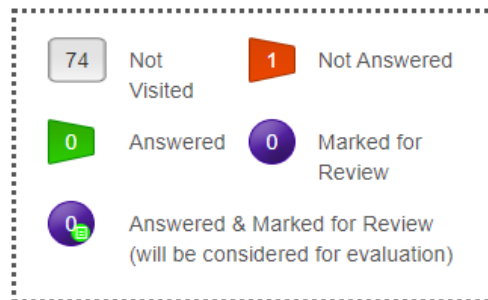 74 Not Visited
1 Not Answered
0 Answered
0 Marked for Review
0 Answered & Marked for Review
(will be considered for evaluation)